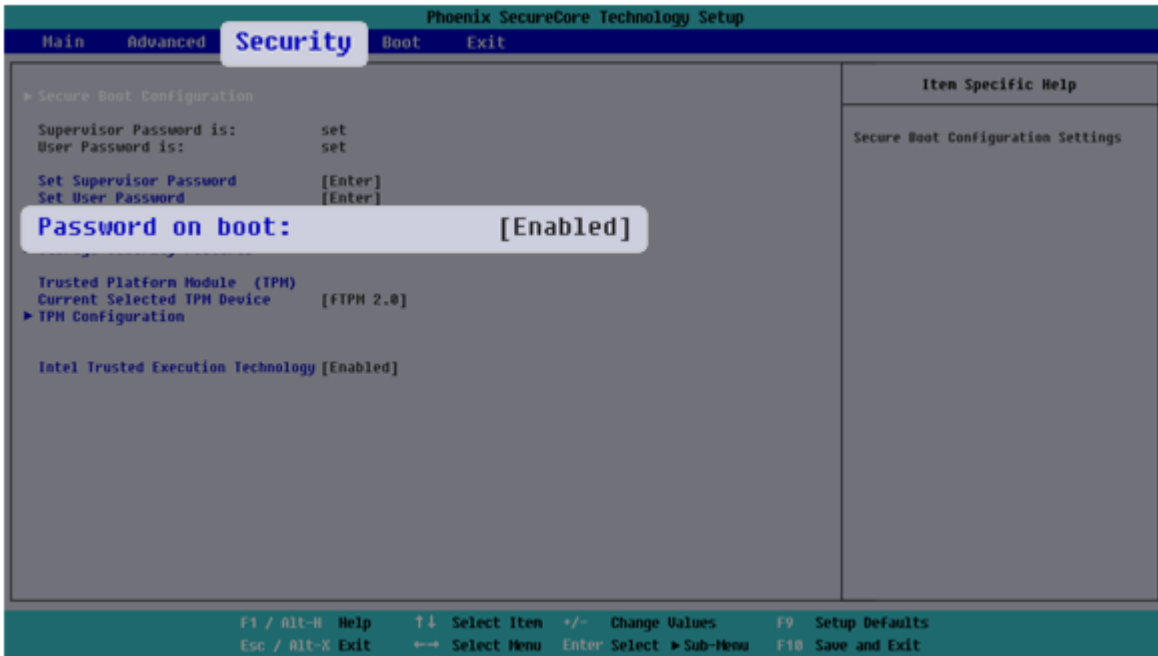 Phoenix SecureCore Technology Setup
Main Advanced Security Boot Exit
▶ Secure Boot Configuration
Supervisor Password is: set
User Password is: set
Set Supervisor Password [Enter]
Set User Password [Enter]
Password on boot: [Enabled]
Trusted Platform Module (TPM)
Current Selected TPM Device [fTPM 2.0]
▶ TPM Configuration
Intel Trusted Execution Technology [Enabled]
Item Specific Help
Secure Boot Configuration Settings
F1 / Alt-H Help ↑↓ Select Item +/- Change Values F9 Setup Defaults
Esc / Alt-X Exit ←→ Select Menu Enter Select ▶ Sub-Menu F10 Save and Exit